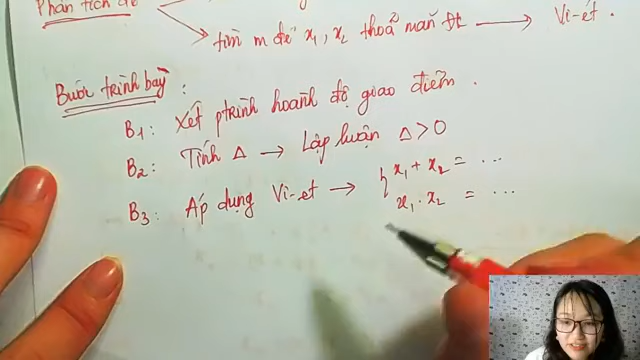 Phân tích đề
tìm m để x₁, x₂ thoả mãn đk → Vi-ét.
Bước trình bày :
B₁: Xét ptrình hoành độ giao điểm.
B₂: Tính Δ → Lập luận Δ > 0
B₃: Áp dụng Vi-et → { x₁ + x₂ = ...
x₁ . x₂ = ...